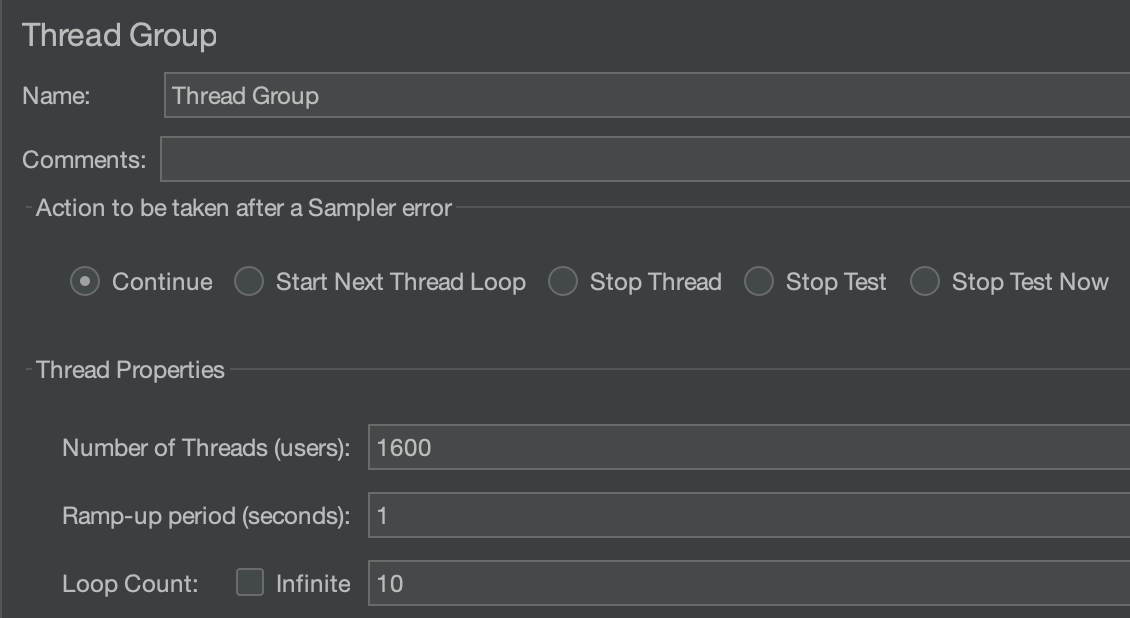 Thread Group
Name: Thread Group
Comments:
Action to be taken after a Sampler error
Continue Start Next Thread Loop Stop Thread Stop Test Stop Test Now
Thread Properties
Number of Threads (users): 1600
Ramp-up period (seconds): 1
Loop Count: Infinite 10